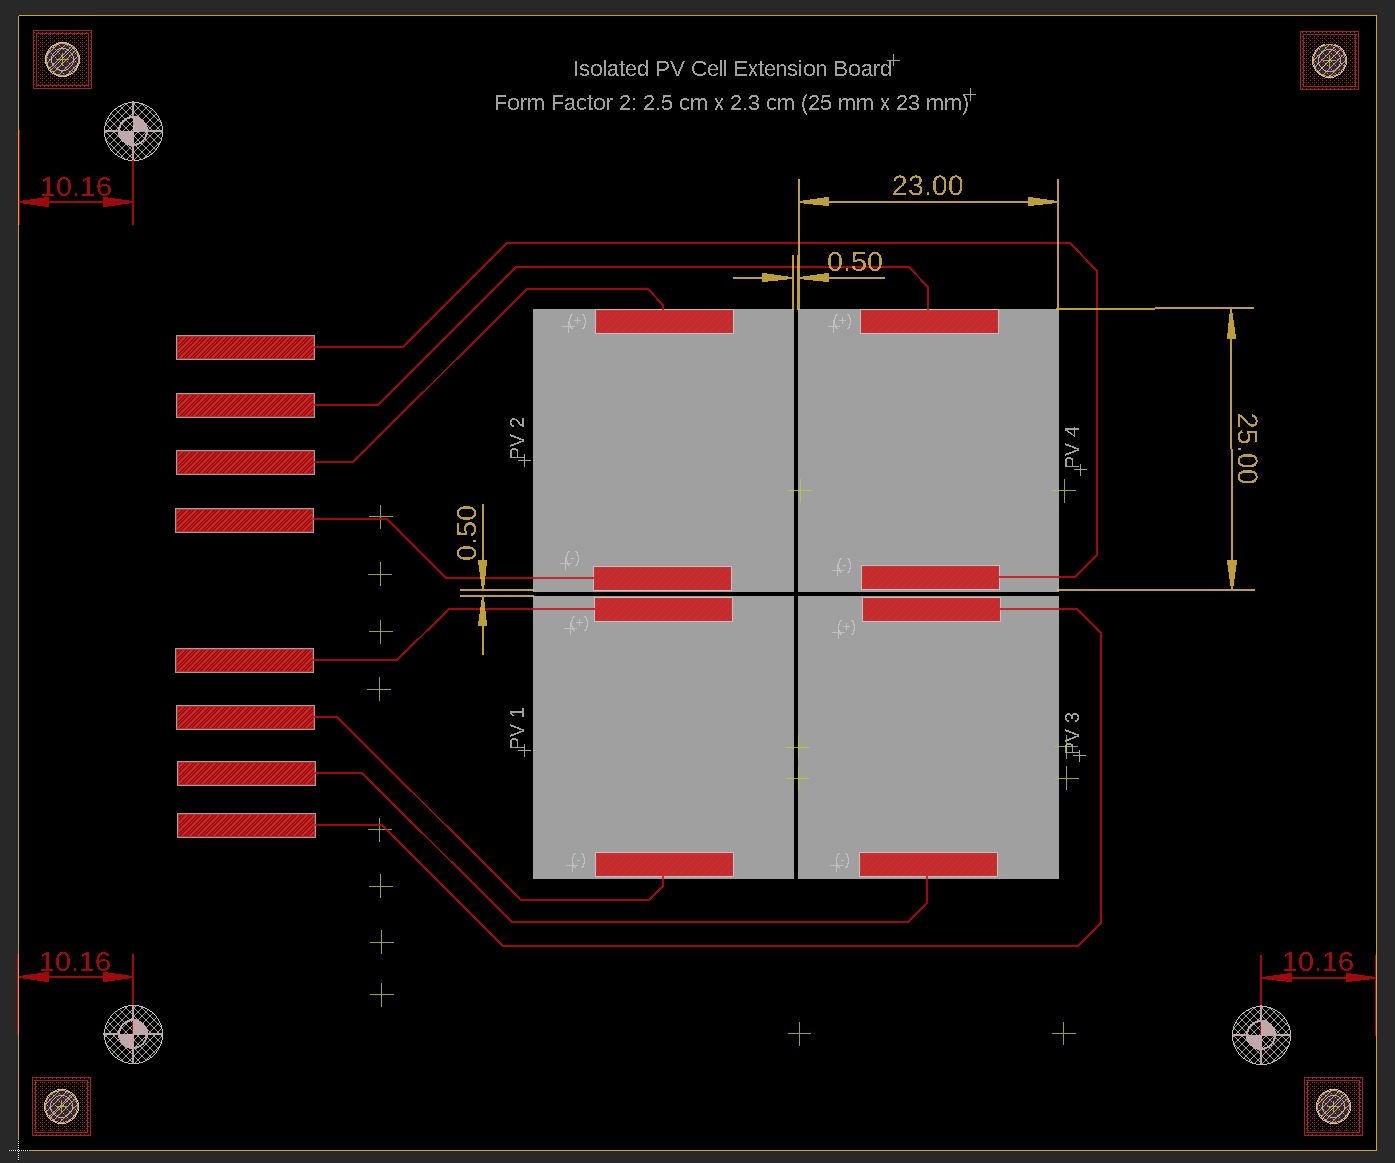 Isolated PV Cell Extension Board
Form Factor 2: 2.5 cm x 2.3 cm (25 mm x 23 mm)
10.16
23.00
0.50
(+)
(+)
PV 2
PV 4
25.00
0.50
(-)
(-)
(+)
(+)
PV 1
PV 3
(-)
(-)
10.16
10.16